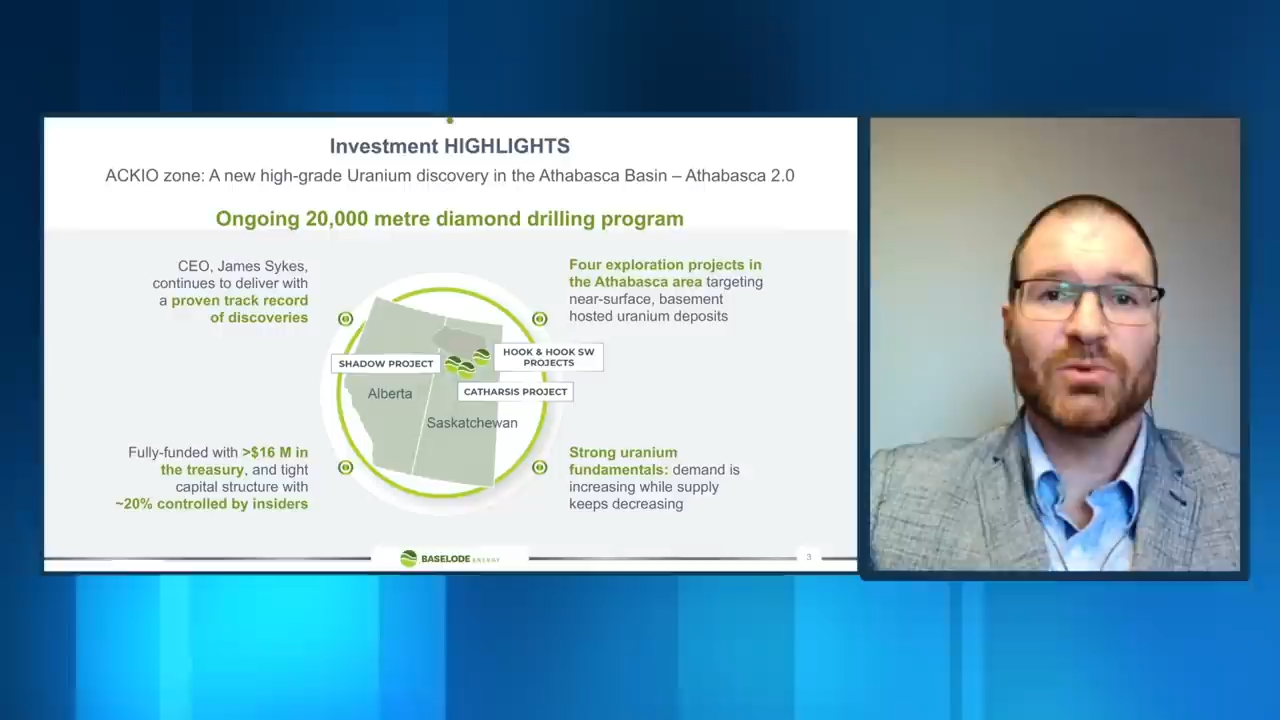 Investment HIGHLIGHTS
ACKIO zone: A new high-grade Uranium discovery in the Athabasca Basin – Athabasca 2.0
Ongoing 20,000 metre diamond drilling program
CEO, James Sykes,
continues to deliver with
a proven track record
of discoveries
Four exploration projects in
the Athabasca area targeting
near-surface, basement
hosted uranium deposits
SHADOW PROJECT
HOOK & HOOK SW
PROJECTS
CATHARSIS PROJECT
Alberta
Saskatchewan
Fully-funded with >$16 M in
the treasury, and tight
capital structure with
~20% controlled by insiders
Strong uranium
fundamentals: demand is
increasing while supply
keeps decreasing
BASELODE ENERGY
3